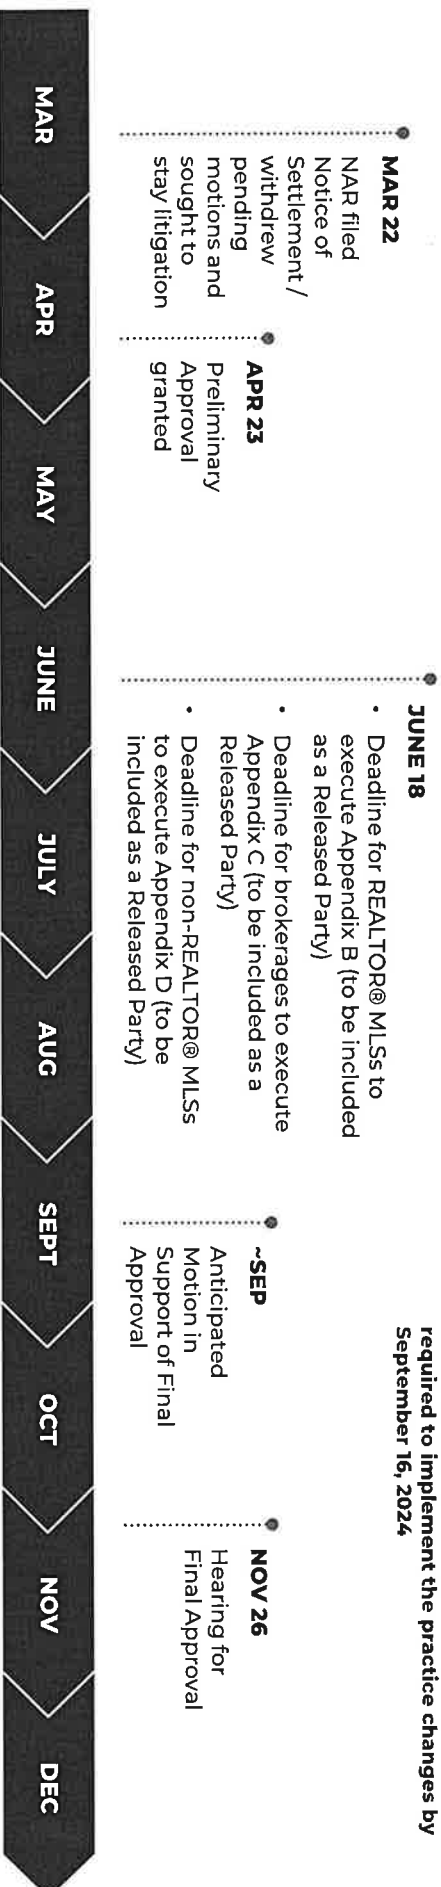 required to implement the practice changes by
September 16, 2024
MAR 22
NAR filed
Notice of
Settlement /
withdrew
pending
motions and
sought to
stay litigation
APR 23
Preliminary
Approval
granted
JUNE 18
• Deadline for REALTOR® MLSs to
execute Appendix B (to be included
as a Released Party)
• Deadline for brokerages to execute
Appendix C (to be included as a
Released Party)
• Deadline for non-REALTOR® MLSs
to execute Appendix D (to be
included as a Released Party)
~SEP
Anticipated
Motion in
Support of Final
Approval
NOV 26
Hearing for
Final Approval
MAR
APR
MAY
JUNE
JULY
AUG
SEPT
OCT
NOV
DEC